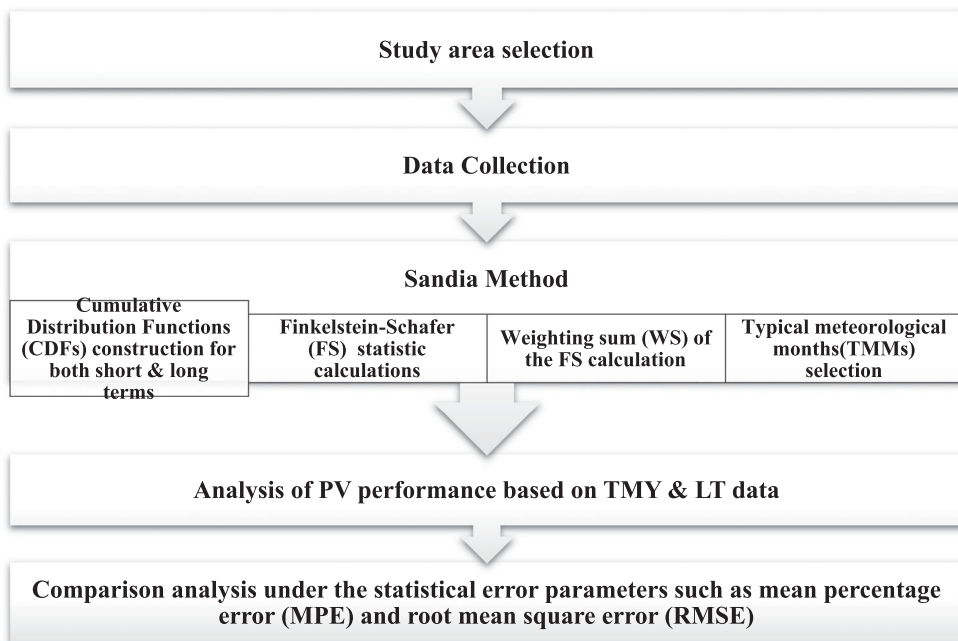 Study area selection
Data Collection
Sandia Method
Cumulative
Distribution Functions
(CDFs) construction for
both short & long
terms
Finkelstein-Schafer
(FS) statistic
calculations
Weighting sum (WS) of
the FS calculation
Typical meteorological
months(TMMs)
selection
Analysis of PV performance based on TMY & LT data
Comparison analysis under the statistical error parameters such as mean percentage
error (MPE) and root mean square error (RMSE)